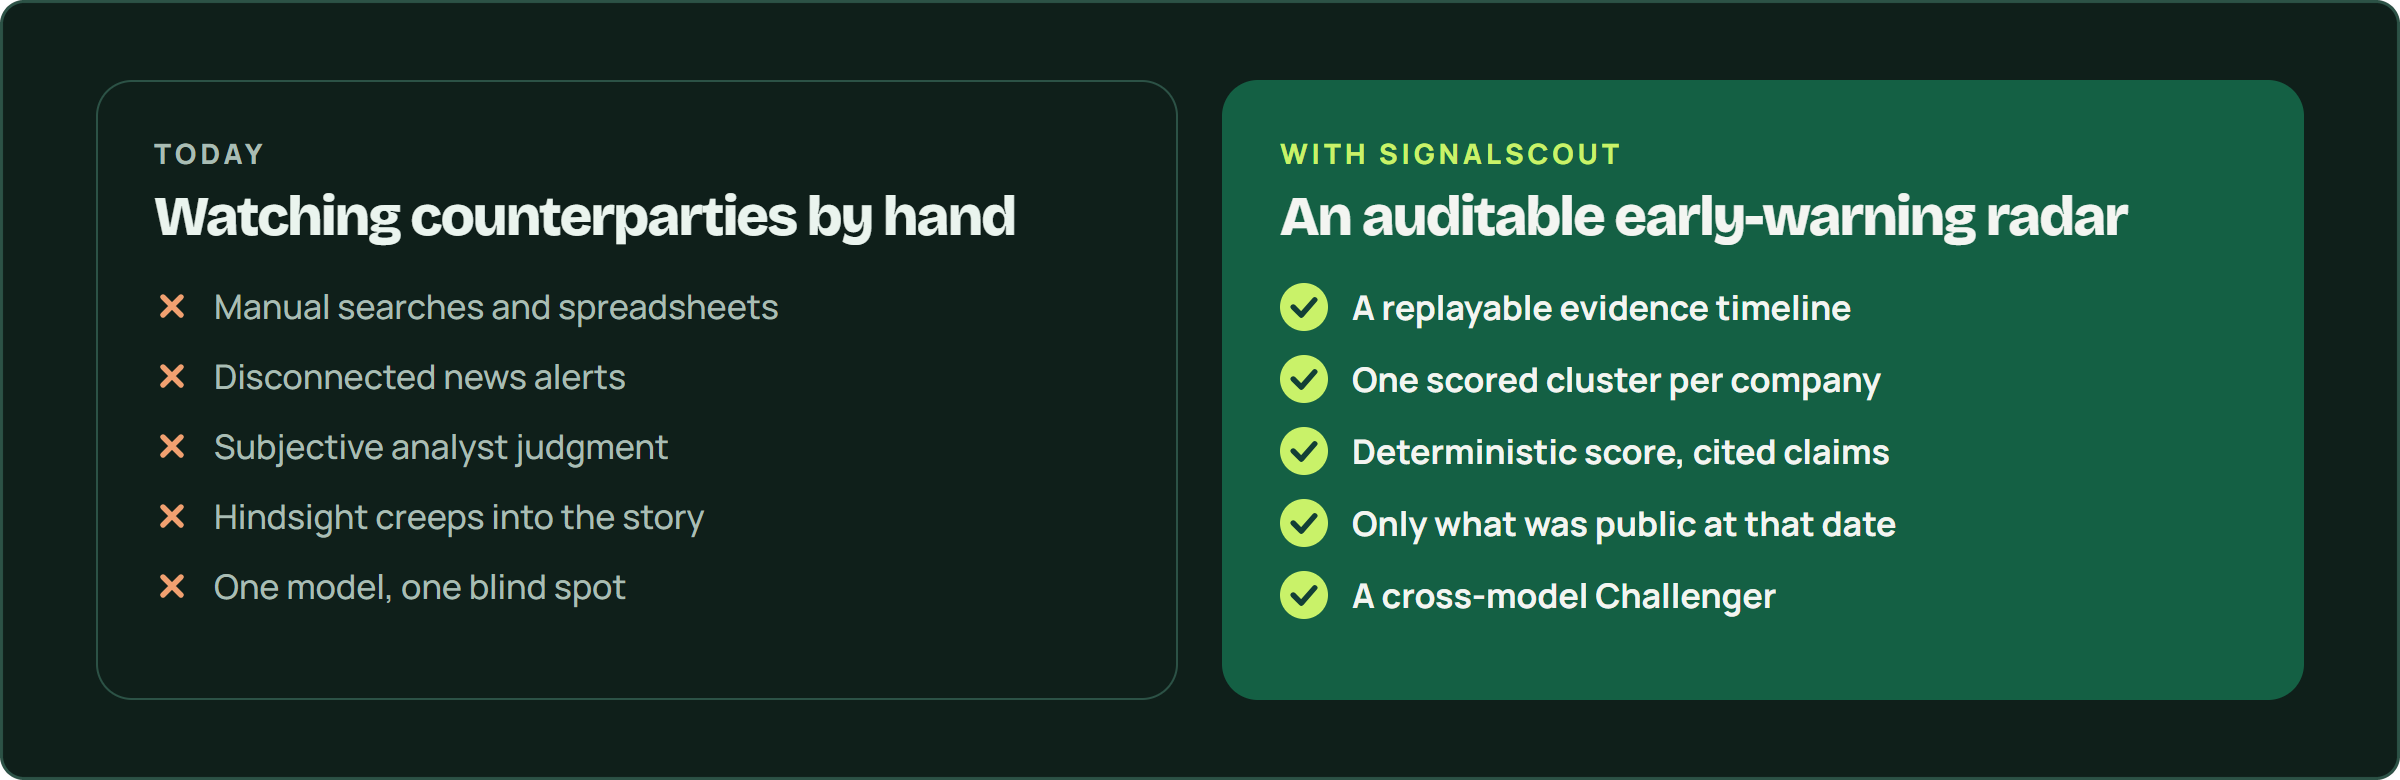 TODAY
Watching counterparties by hand
Manual searches and spreadsheets
Disconnected news alerts
Subjective analyst judgment
Hindsight creeps into the story
One model, one blind spot
WITH SIGNALSCOUT
An auditable early-warning radar
A replayable evidence timeline
One scored cluster per company
Deterministic score, cited claims
Only what was public at that date
A cross-model Challenger